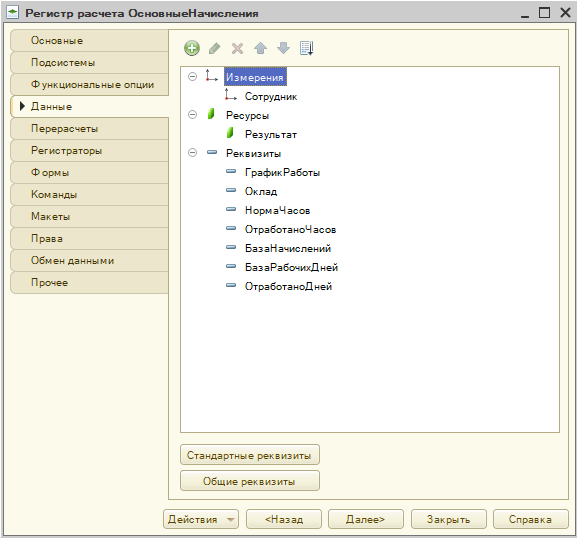 Регистр расчета ОсновныеНачисления
Основные
Подсистемы
Функциональные опции
Данные
Перерасчеты
Регистраторы
Формы
Команды
Макеты
Права
Обмен данными
Прочее
Измерения
Сотрудник
Ресурсы
Результат
Реквизиты
ГрафикРаботы
Оклад
НормаЧасов
ОтработаноЧасов
БазаНачислений
БазаРабочихДней
ОтработаноДней
Стандартные реквизиты
Общие реквизиты
Действия
<Назад
Далее>
Закрыть
Справка